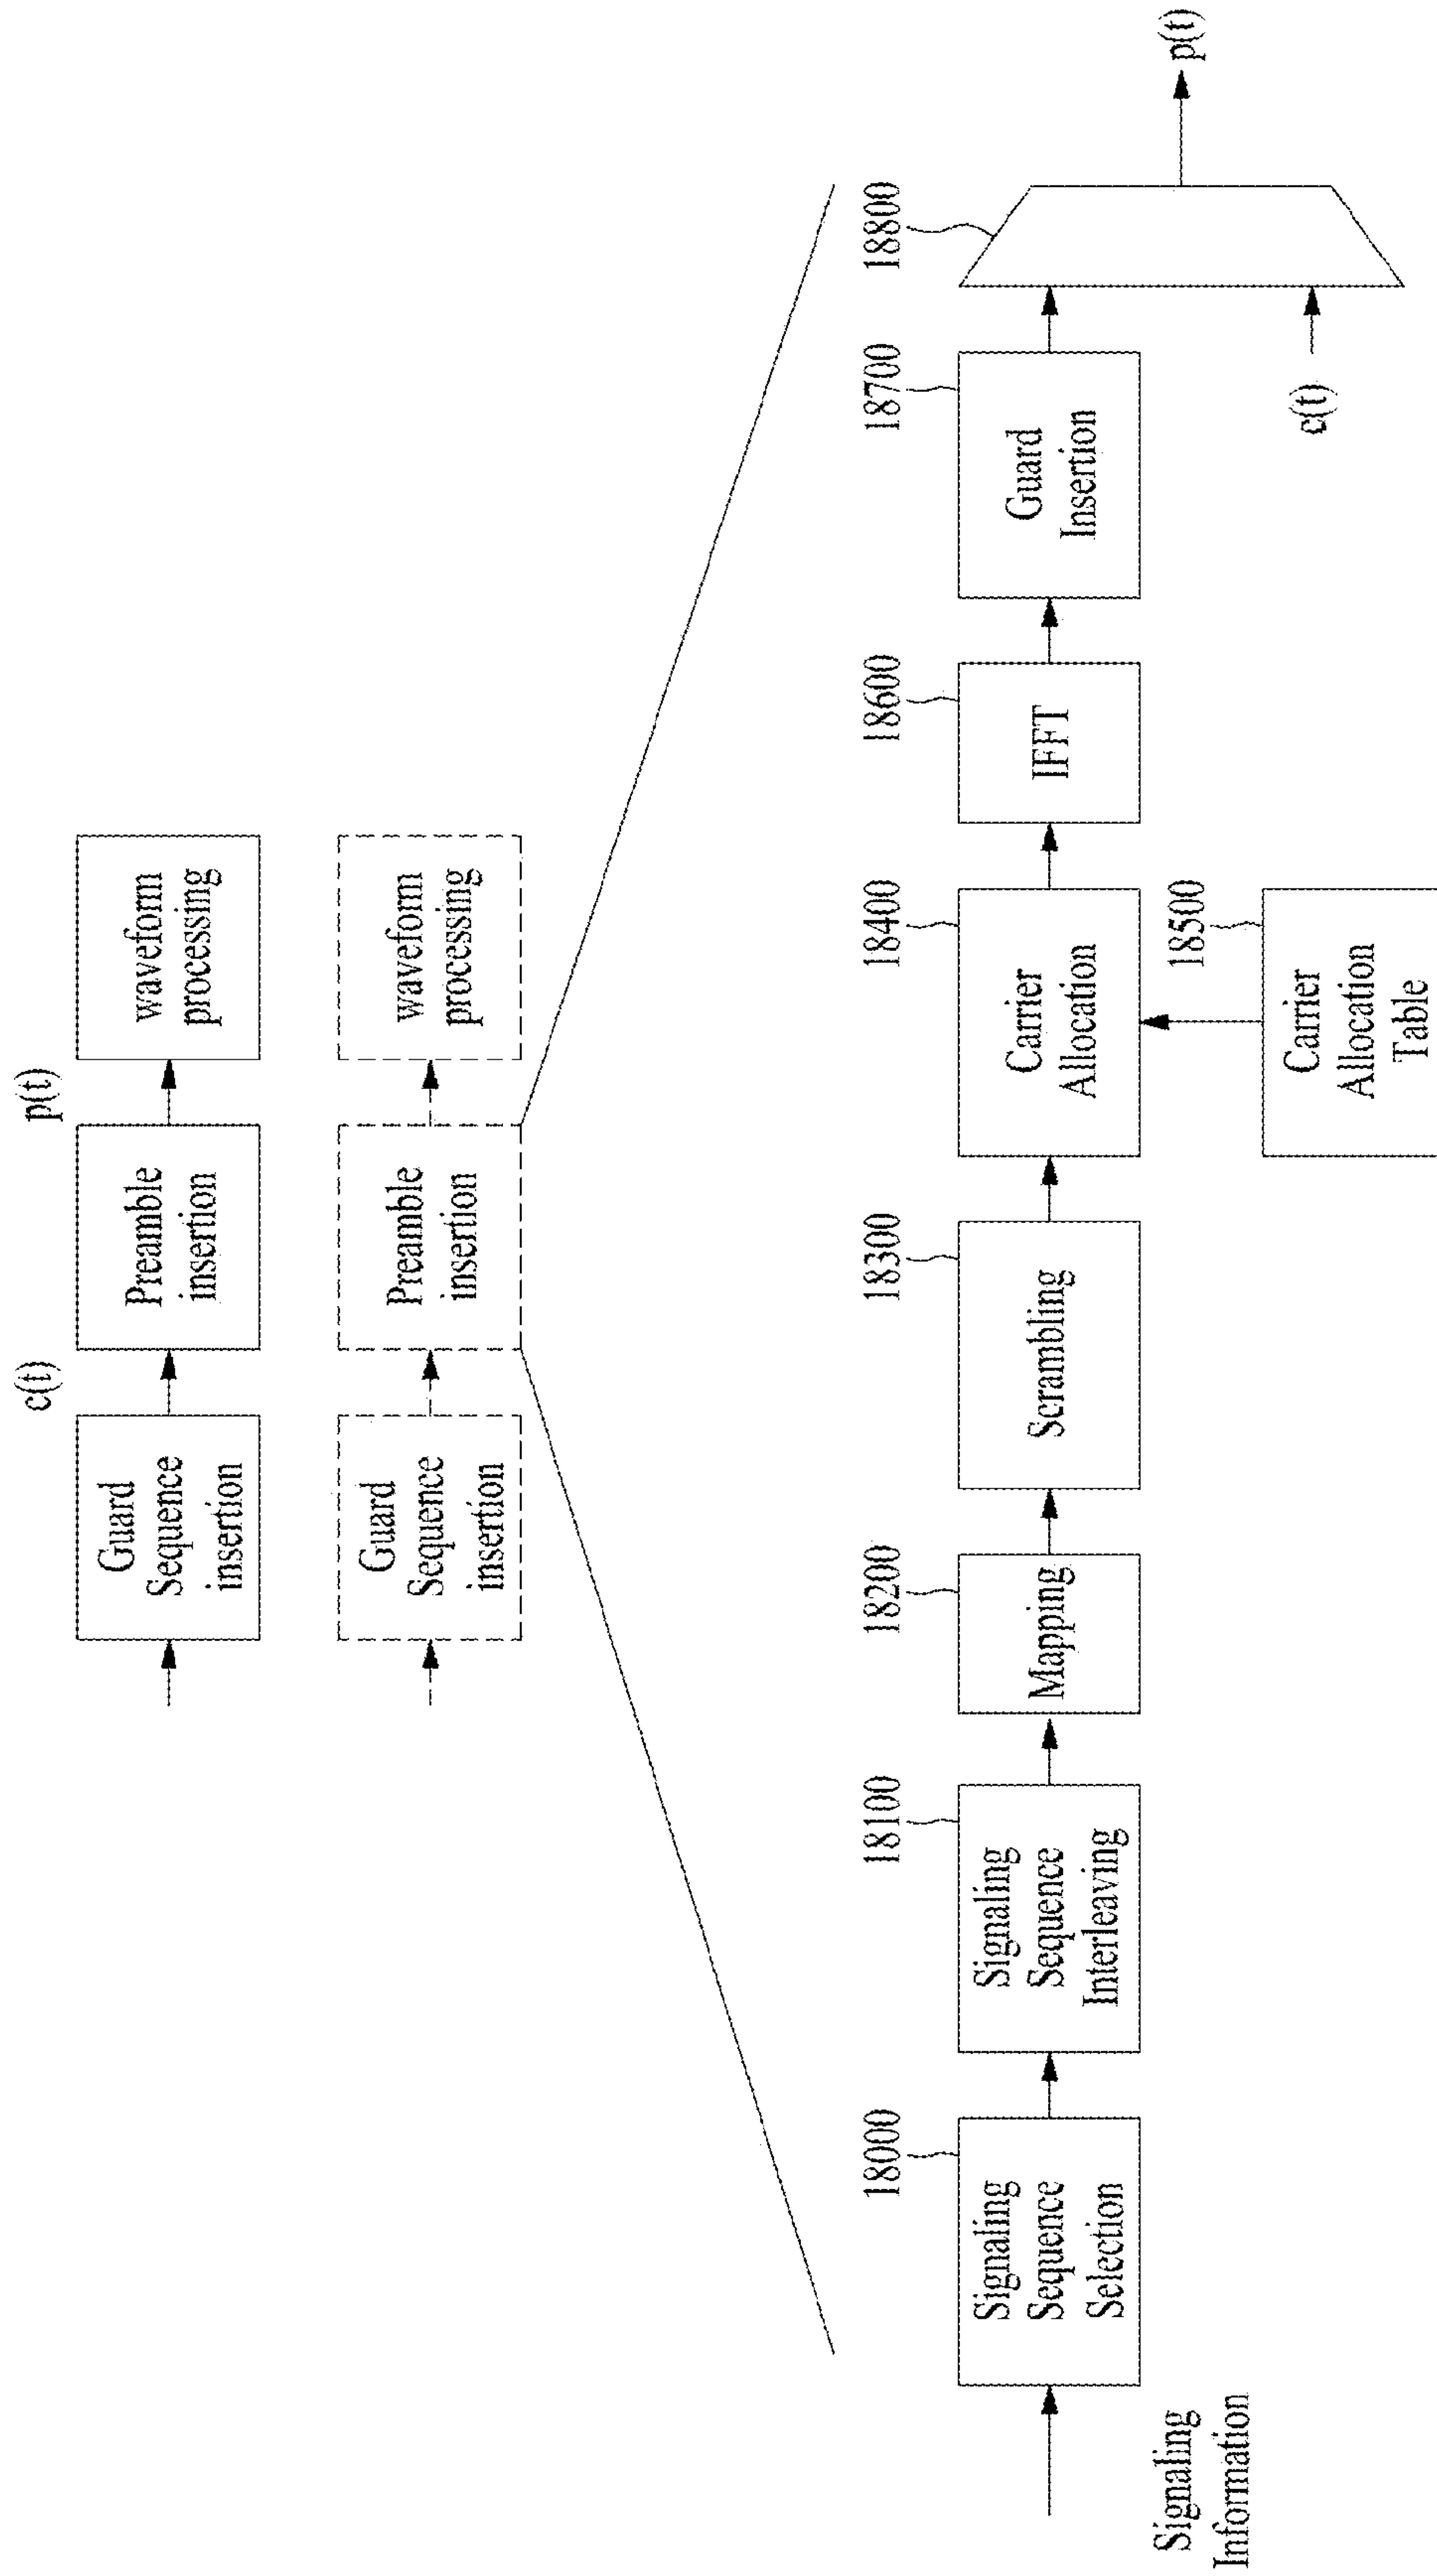 c(t)
p(t)
Guard
Sequence
insertion
Preamble
insertion
waveform
processing
Guard
Sequence
insertion
Preamble
insertion
waveform
processing
18000
18100
18200
18300
18400
18600
18700
18800
Signaling
Information
Signaling
Sequence
Selection
Signaling
Sequence
Interleaving
Mapping
Scrambling
Carrier
Allocation
IFFT
Guard
Insertion
p(t)
18500
Carrier
Allocation
Table
c(t)